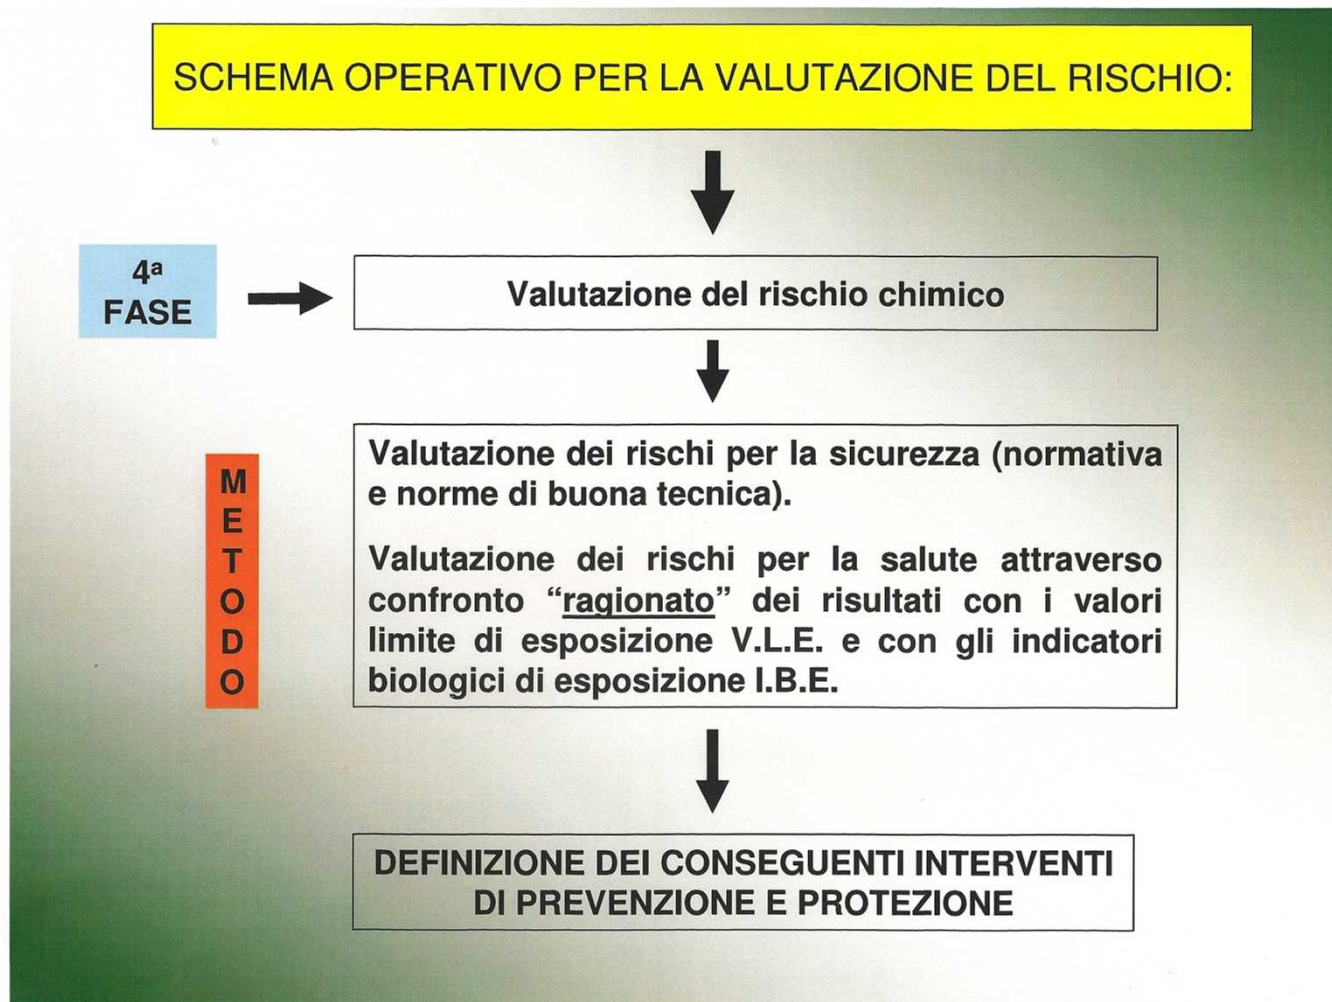 SCHEMA OPERATIVO PER LA VALUTAZIONE DEL RISCHIO:
4ª
FASE
Valutazione del rischio chimico
M
E
T
O
D
O
Valutazione dei rischi per la sicurezza (normativa
e norme di buona tecnica).
Valutazione dei rischi per la salute attraverso
confronto “ragionato” dei risultati con i valori
limite di esposizione V.L.E. e con gli indicatori
biologici di esposizione I.B.E.
DEFINIZIONE DEI CONSEGUENTI INTERVENTI
DI PREVENZIONE E PROTEZIONE